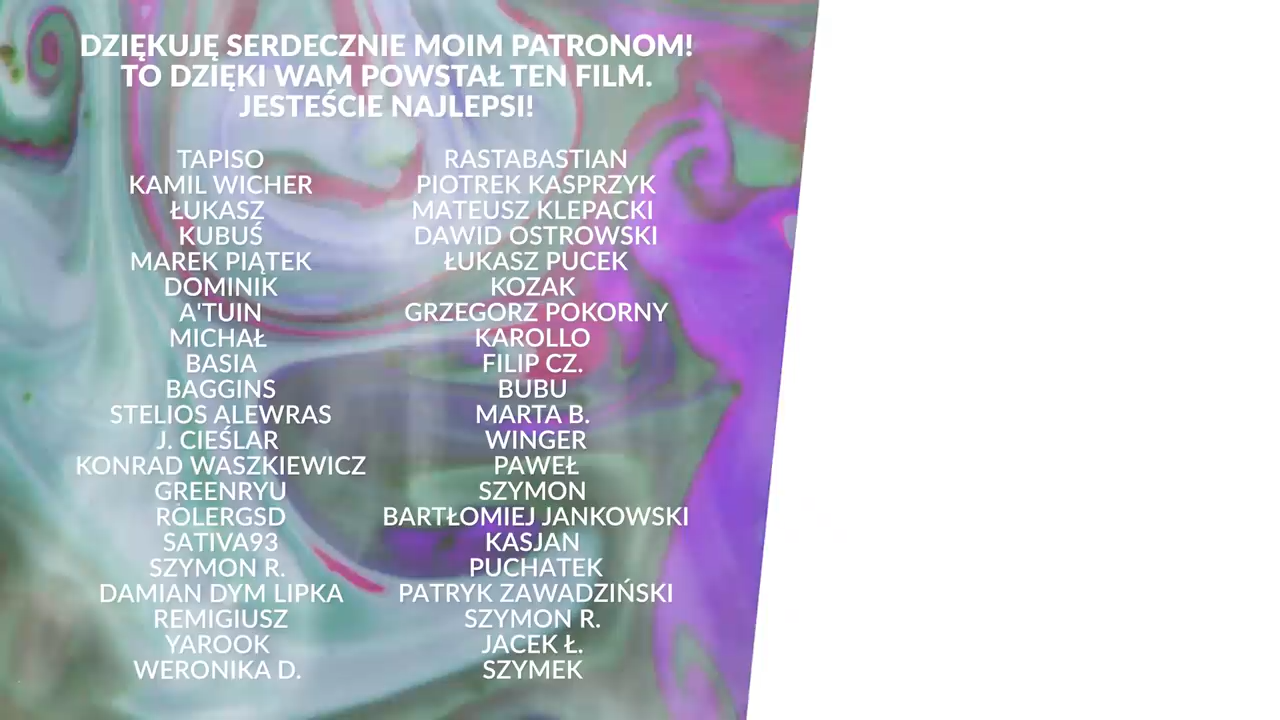 DZIĘKUJĘ SERDECZNIE MOIM PATRONOM!
TO DZIĘKI WAM POWSTAŁ TEN FILM.
JESTEŚCIE NAJLEPSI!
TAPISO
KAMIL WICHER
ŁUKASZ
KUBUŚ
MAREK PIĄTEK
DOMINIK
A'TUIN
MICHAŁ
BASIA
BAGGINS
STELIOS ALEWRAS
J. CIEŚLAR
KONRAD WASZKIEWICZ
GREENRYU
ROLERGSD
SATIVA93
SZYMON R.
DAMIAN DYM LIPKA
REMIGIUSZ
YAROOK
WERONIKA D.
RASTABASTIAN
PIOTREK KASPRZYK
MATEUSZ KLEPACKI
DAWID OSTROWSKI
ŁUKASZ PUCEK
KOZAK
GRZEGORZ POKORNY
KAROLLO
FILIP CZ.
BUBU
MARTA B.
WINGER
PAWEŁ
SZYMON
BARTŁOMIEJ JANKOWSKI
KASJAN
PUCHATEK
PATRYK ZAWADZIŃSKI
SZYMON R.
JACEK Ł.
SZYMEK